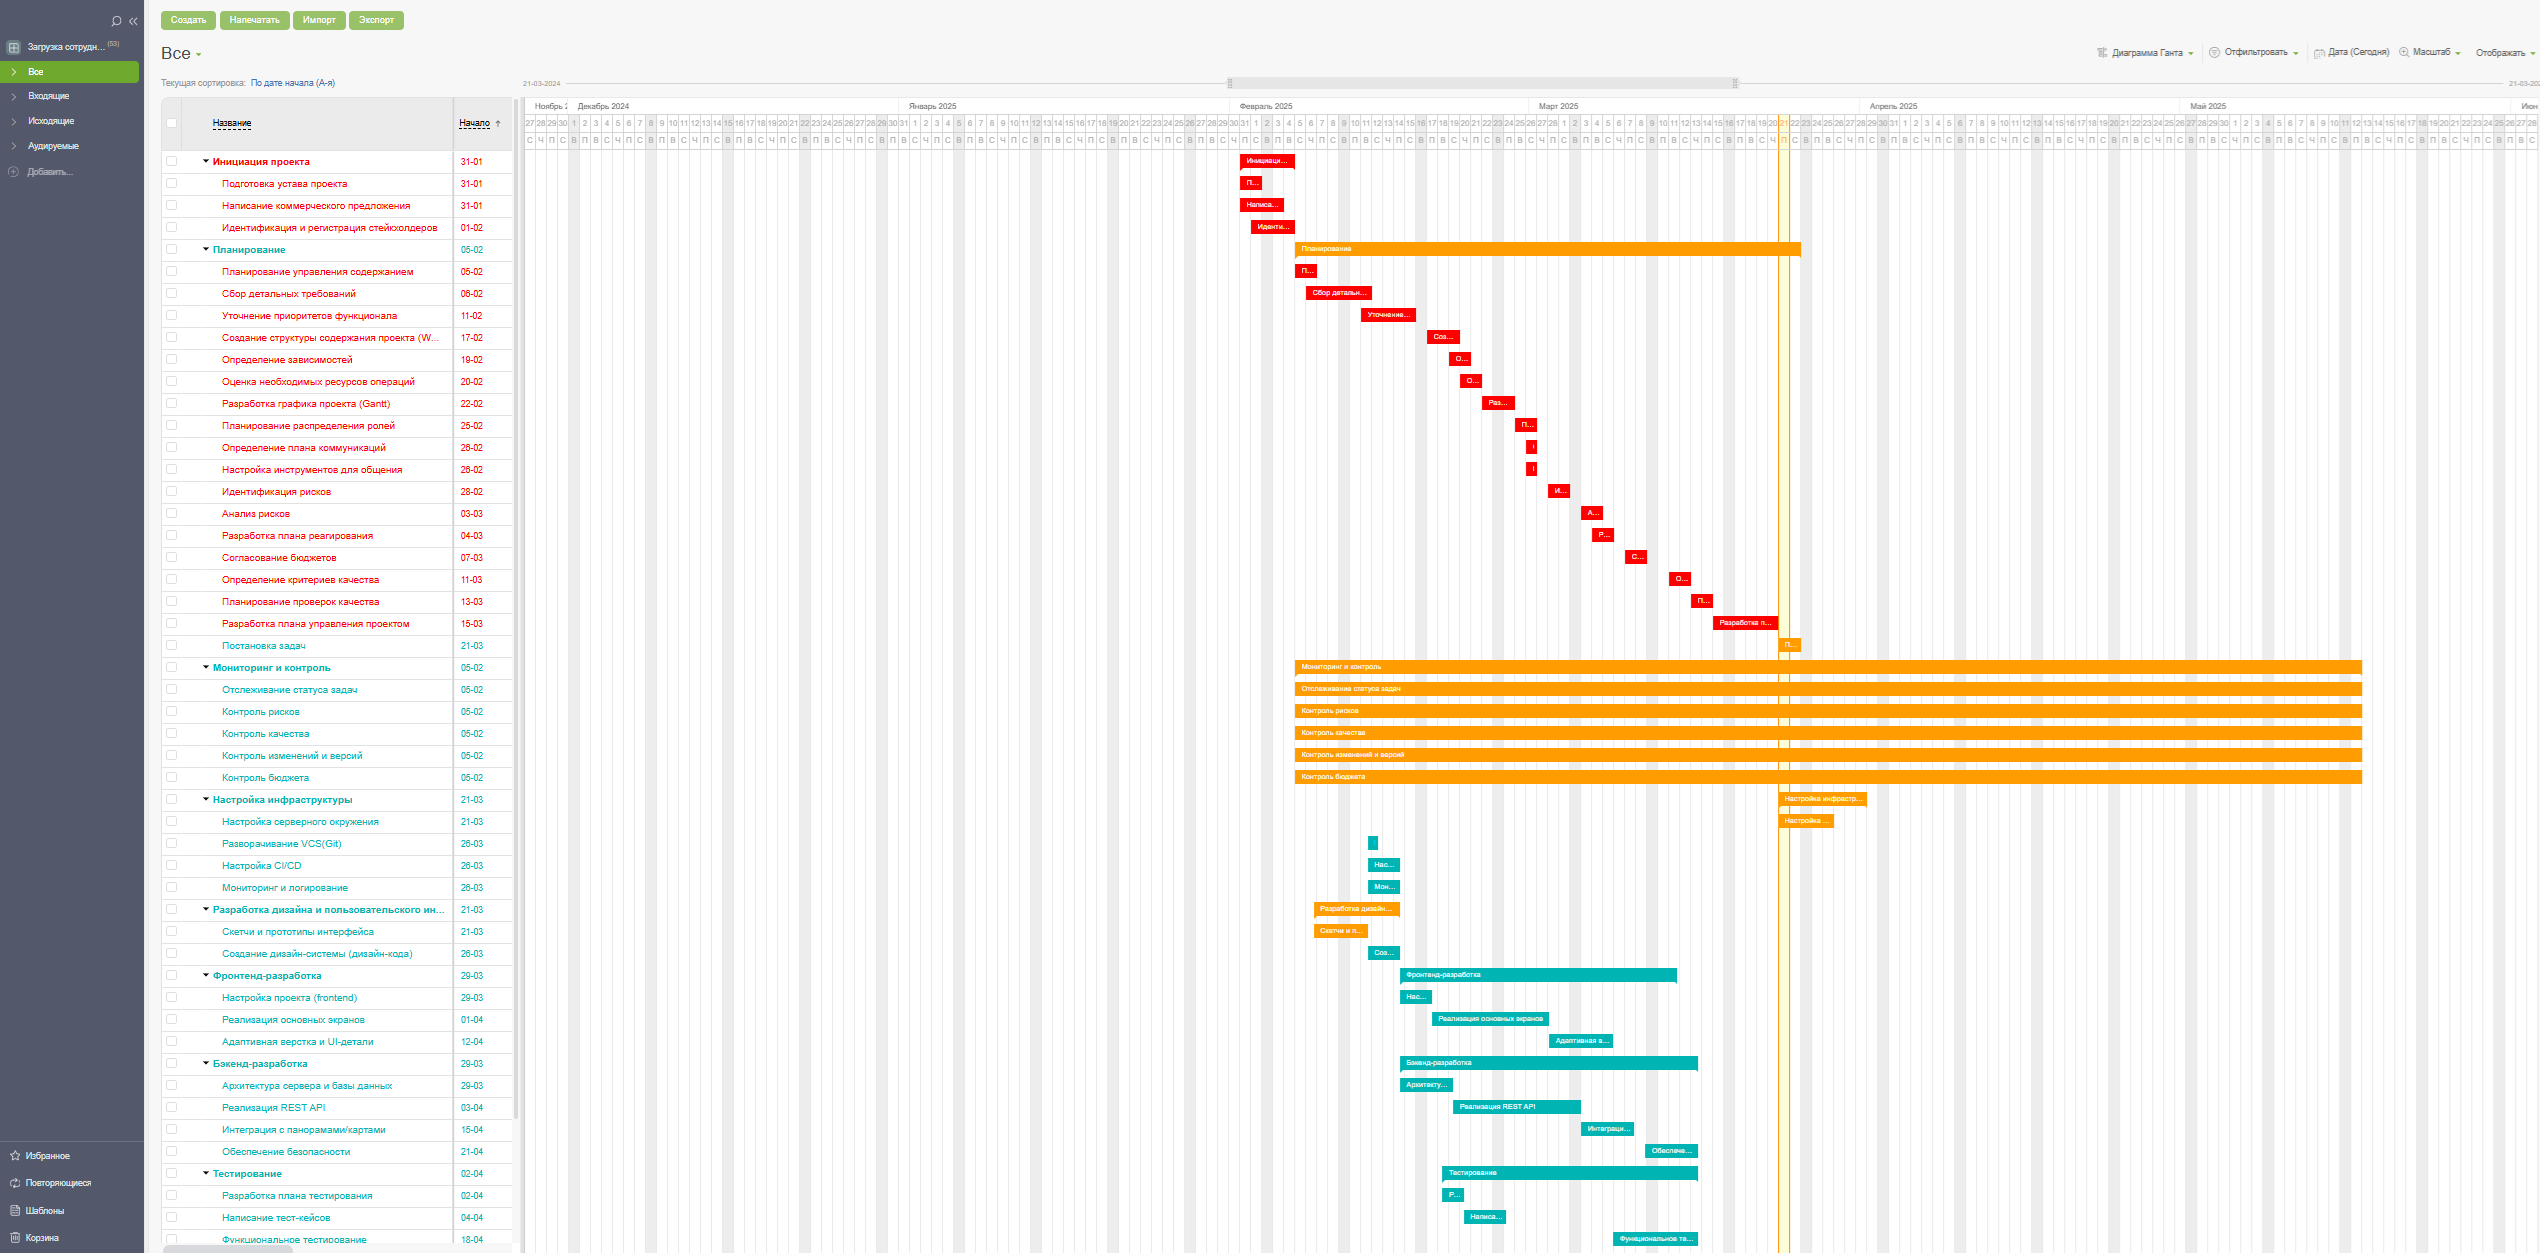 Создать Напечатать Импорт Экспорт
Загрузка сотрудн... (53)
Все
Входящие
Исходящие
Аудируемые
Добавить...
Избранное
Повторяющиеся
Шаблоны
Корзина
Все
Диаграмма Ганта Отфильтровать Дата (Сегодня) Масштаб Отображать
Текущая сортировка: По дате начала (А-я)
21-03-2024
Название Начало
Декабрь 2024 Январь 2025 Февраль 2025 Март 2025 Апрель 2025 Май 2025
Инициация проекта 31-01 Инициаци...
Подготовка устава проекта 31-01 П...
Написание коммерческого предложения 31-01 Написа...
Идентификация и регистрация стейкхолдеров 01-02 Иденти...
Планирование 05-02 Планирование
Планирование управления содержанием 05-02 П...
Сбор детальных требований 06-02 Сбор детальн...
Уточнение приоритетов функционала 11-02 Уточнение...
Создание структуры содержания проекта (W... 17-02 Соз...
Определение зависимостей 19-02 О...
Оценка необходимых ресурсов операций 20-02 О...
Разработка графика проекта (Gantt) 22-02 Раз...
Планирование распределения ролей 25-02 П...
Определение плана коммуникаций 26-02
Настройка инструментов для общения 26-02
Идентификация рисков 28-02 И...
Анализ рисков 03-03 А...
Разработка плана реагирования 04-03 Р...
Согласование бюджетов 07-03 С...
Определение критериев качества 11-03 О...
Планирование проверок качества 13-03 П...
Разработка плана управления проектом 15-03 Разработка п...
Постановка задач 21-03 П...
Мониторинг и контроль 05-02 Мониторинг и контроль
Отслеживание статуса задач 05-02 Отслеживание статуса задач
Контроль рисков 05-02 Контроль рисков
Контроль качества 05-02 Контроль качества
Контроль изменений и версий 05-02 Контроль изменений и версий
Контроль бюджета 05-02 Контроль бюджета
Настройка инфраструктуры 21-03 Настройка инфрастр...
Настройка серверного окружения 21-03 Настройка ...
Разворачивание VCS(Git) 26-03
Настройка CI/CD 26-03 Нас...
Мониторинг и логирование 26-03 Мон...
Разработка дизайна и пользовательского ин... 21-03 Разработка дизайн...
Скетчи и прототипы интерфейса 21-03 Скетчи и п...
Создание дизайн-системы (дизайн-кода) 26-03 Соз...
Фронтенд-разработка 29-03 Фронтенд-разработка
Настройка проекта (frontend) 29-03 Нас...
Реализация основных экранов 01-04 Реализация основных экранов
Адаптивная верстка и UI-детали 12-04 Адаптивная в...
Бэкенд-разработка 29-03 Бэкенд-разработка
Архитектура сервера и базы данных 29-03 Архитекту...
Реализация REST API 03-04 Реализация REST API
Интеграция с панорамами/картами 15-04 Интеграци...
Обеспечение безопасности 21-04 Обеспече...
Тестирование 02-04 Тестирование
Разработка плана тестирования 02-04 Р...
Написание тест-кейсов 04-04 Написа...
Функциональное тестирование 18-04 Функциональное те...